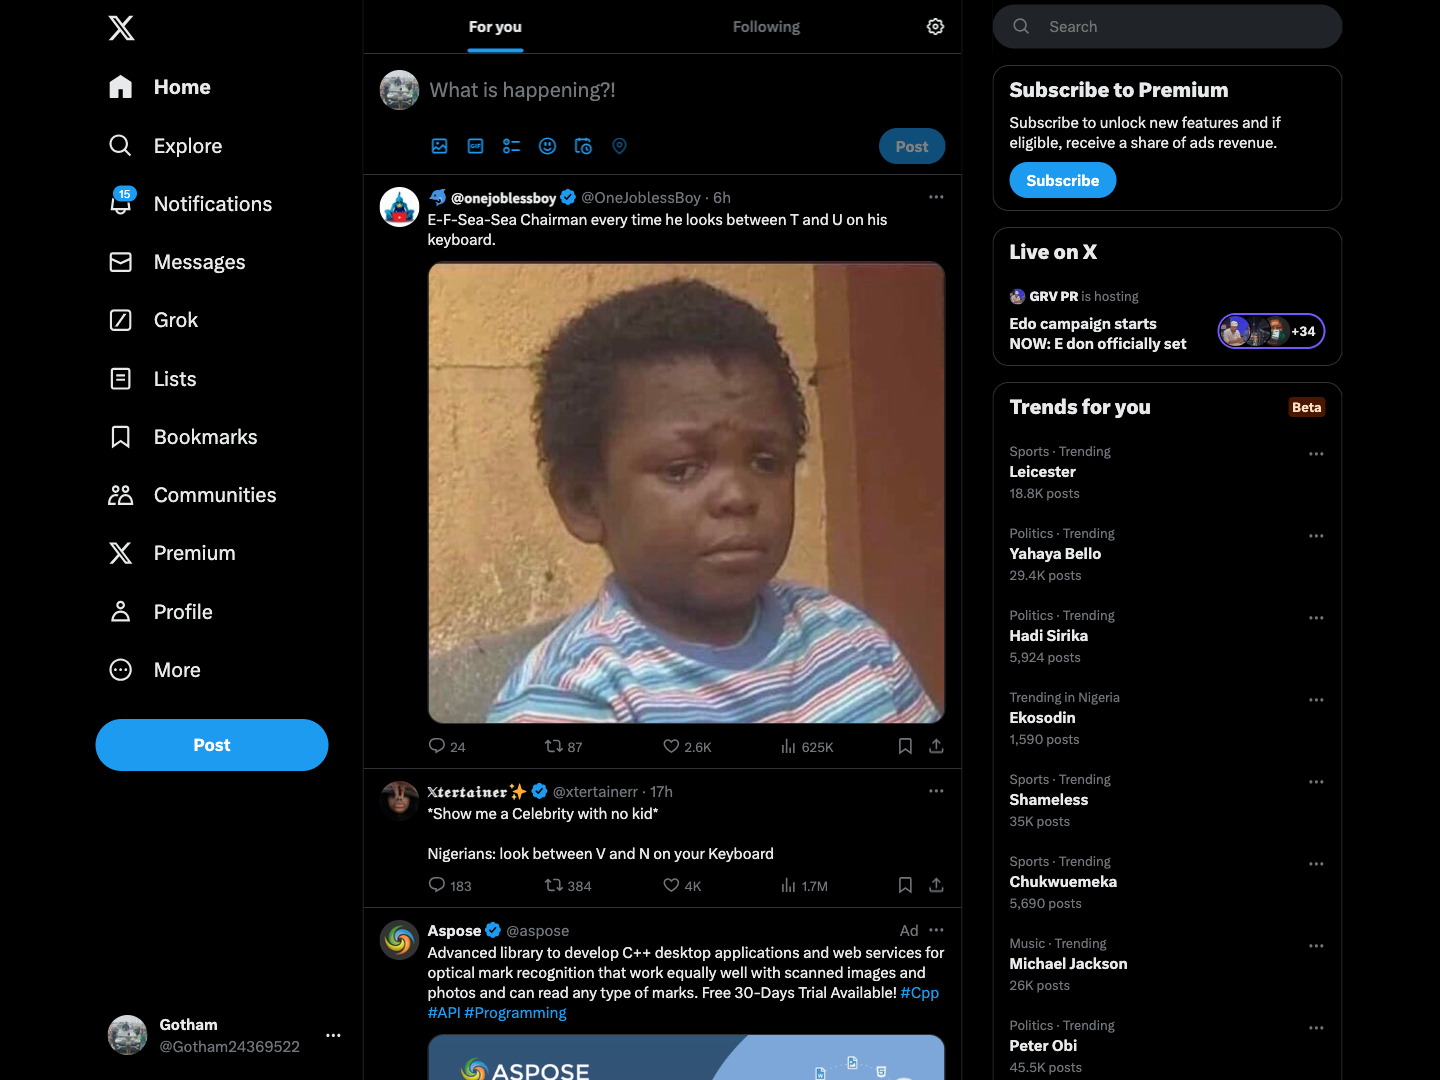 Home
Explore
15
Notifications
Messages
Grok
Lists
Bookmarks
Communities
Premium
Profile
More
Post
Gotham
@Gotham24369522
For you
Following
What is happening?!
GIF
Post
@onejoblessboy @OneJoblessBoy · 6h
E-F-Sea-Sea Chairman every time he looks between T and U on his
keyboard.
24 87 2.6K 625K
𝕏𝖙𝖊𝖗𝖙𝖆𝖎𝖓𝖊𝖗✨ @xtertainerr · 17h
*Show me a Celebrity with no kid*
Nigerians: look between V and N on your Keyboard
183 384 4K 1.7M
Aspose @aspose Ad
Advanced library to develop C++ desktop applications and web services for
optical mark recognition that work equally well with scanned images and
photos and can read any type of marks. Free 30-Days Trial Available! #Cpp
#API #Programming
ASPOSE
Search
Subscribe to Premium
Subscribe to unlock new features and if
eligible, receive a share of ads revenue.
Subscribe
Live on X
GRV PR is hosting
Edo campaign starts
NOW: E don officially set
+34
Trends for you
Beta
Sports · Trending
Leicester
18.8K posts
Politics · Trending
Yahaya Bello
29.4K posts
Politics · Trending
Hadi Sirika
5,924 posts
Trending in Nigeria
Ekosodin
1,590 posts
Sports · Trending
Shameless
35K posts
Sports · Trending
Chukwuemeka
5,690 posts
Music · Trending
Michael Jackson
26K posts
Politics · Trending
Peter Obi
45.5K posts